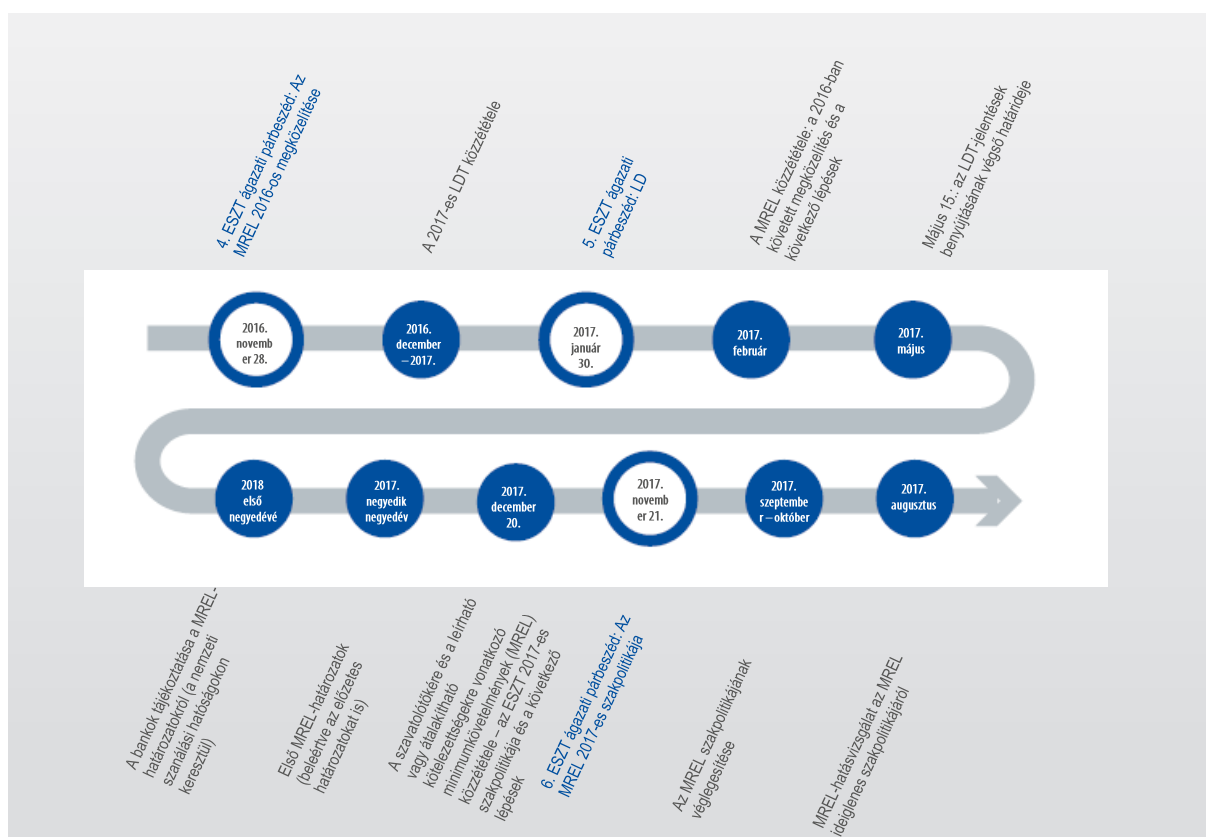 4. ESZT ágazati párbeszéd: Az
MREL 2016-os megközelítése
A 2017-es LDT közzététele
5. ESZT ágazati
párbeszéd: LD
A MREL közzététele: a 2016-ban
követett megközelítés és a
következő lépések
Május 15.: az LDT-jelentések
benyújtásának végső határideje
2016.
novemb
er 28.
2016.
december
– 2017.
2017.
január
30.
2017.
február
2017.
május
2018
első
negyedévé
2017.
negyedik
negyedév
2017.
december
20.
2017.
novemb
er 21.
2017.
szeptembe
r – október
2017.
augusztus
A bankok tájékoztatása a MREL-
határozatokról ((a nemzeti
szanálási hatóságokon
keresztül)
Első MREL-határozatok
(beleértve az előzetes
határozatokat is)
A szavatolótőkére és a leírható
vagy átalakítható
kötelezettségekre vonatkozó
minimumkövetelmények (MREL)
közzététele – az ESZT 2017-es
szakpolitikája és a következő
lépések
6. ESZT ágazati párbeszéd: Az
MREL 2017-es szakpolitikája
Az MREL szakpolitikájának
véglegesítése
MREL-hatásvizsgálat az MREL
ideiglenes szakpolitikájáról